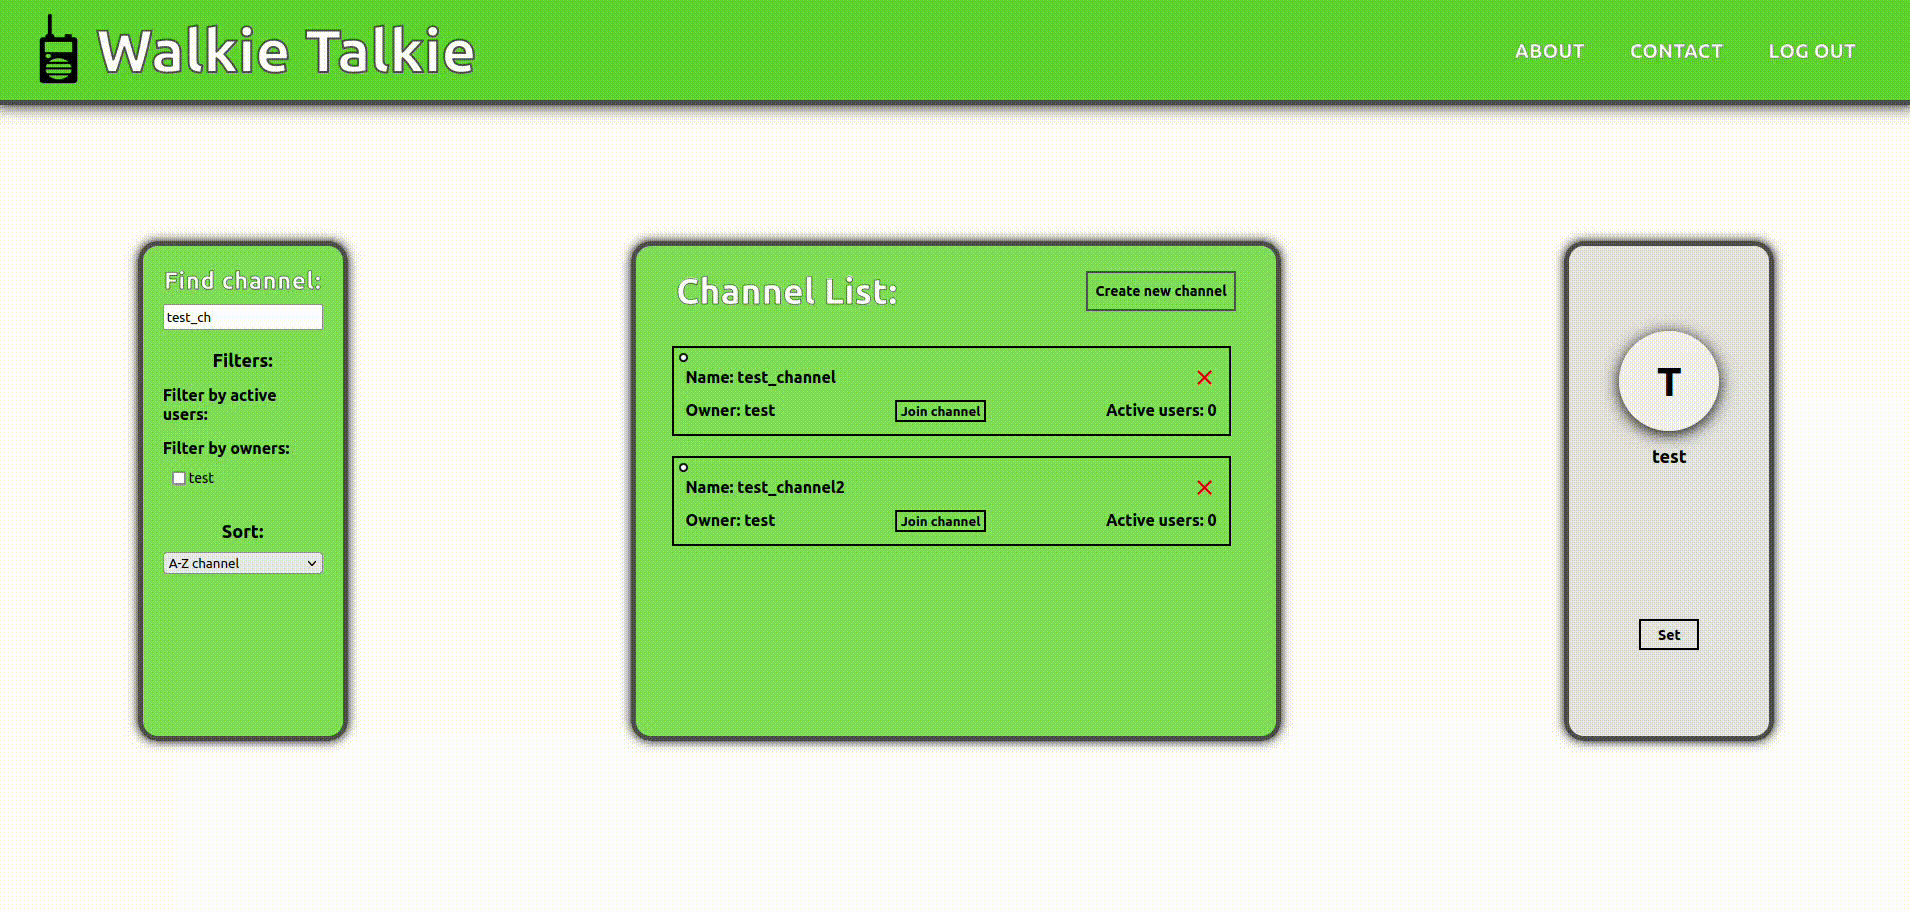 Walkie Talkie
ABOUT
CONTACT
LOG OUT
Find channel:
test_ch
Filters:
Filter by active
users:
Filter by owners:
test
Sort:
A-Z channel
Channel List:
Create new channel
Name: test_channel
Owner: test
Join channel
Active users: 0
Name: test_channel2
Owner: test
Join channel
Active users: 0
T
test
Set